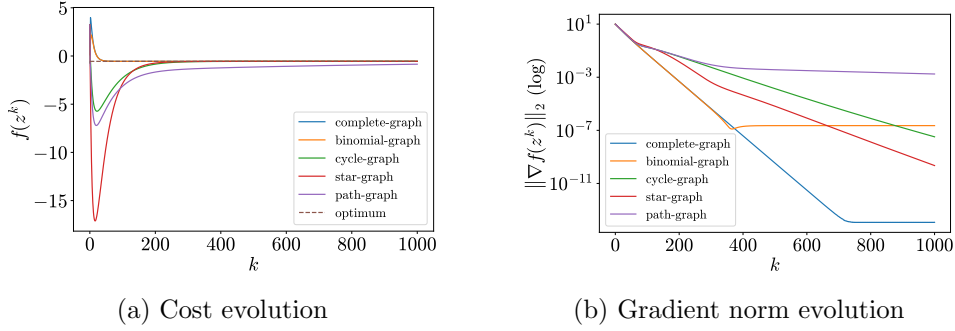 5
0
−5
−10
−15
f(z^k)
0
200
400
600
800
1000
k
complete-graph
binomial-graph
cycle-graph
star-graph
path-graph
optimum
(a) Cost evolution
10^1
10^−3
10^−7
10^−11
‖∇f(z^k)‖_2 (log)
0
200
400
600
800
1000
k
complete-graph
binomial-graph
cycle-graph
star-graph
path-graph
(b) Gradient norm evolution